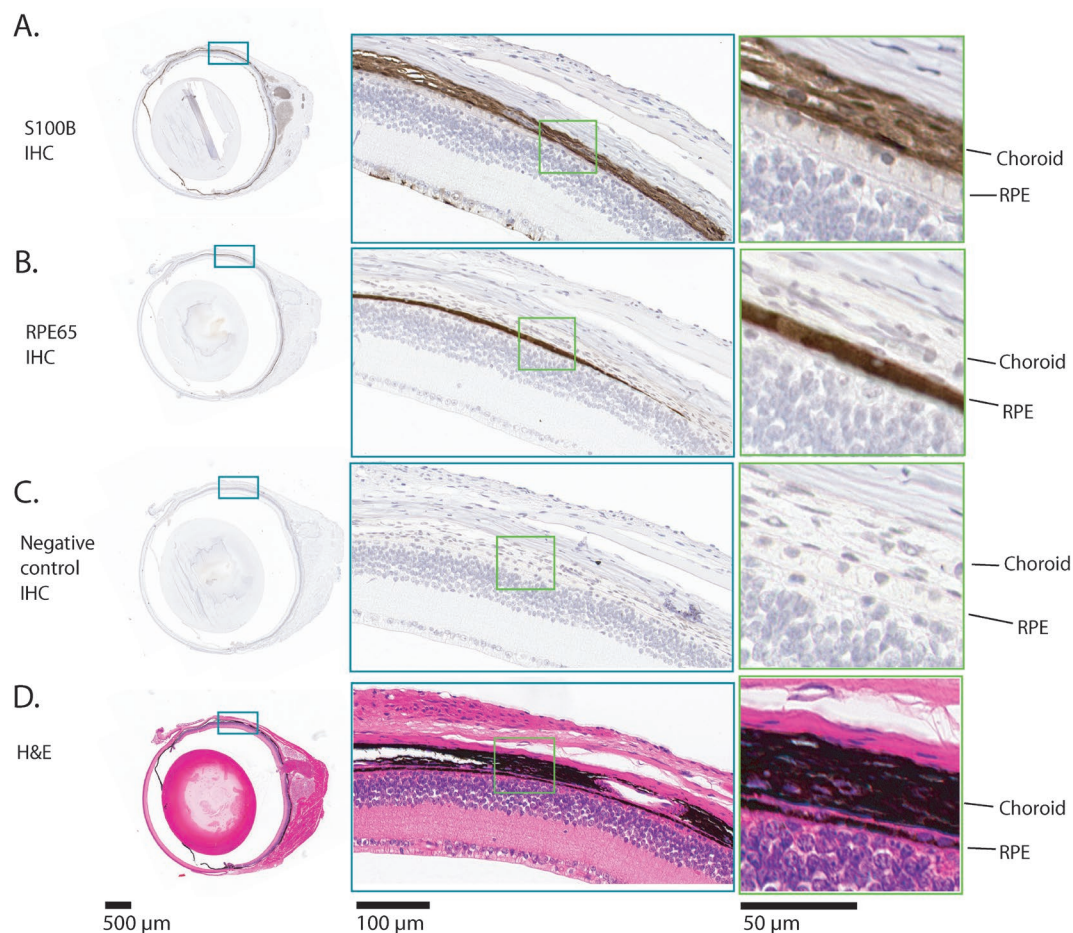 A.
S100B
IHC
Choroid
RPE
B.
RPE65
IHC
Choroid
RPE
C.
Negative
control
IHC
Choroid
RPE
D.
H&E
Choroid
RPE
500 µm
100 µm
50 µm